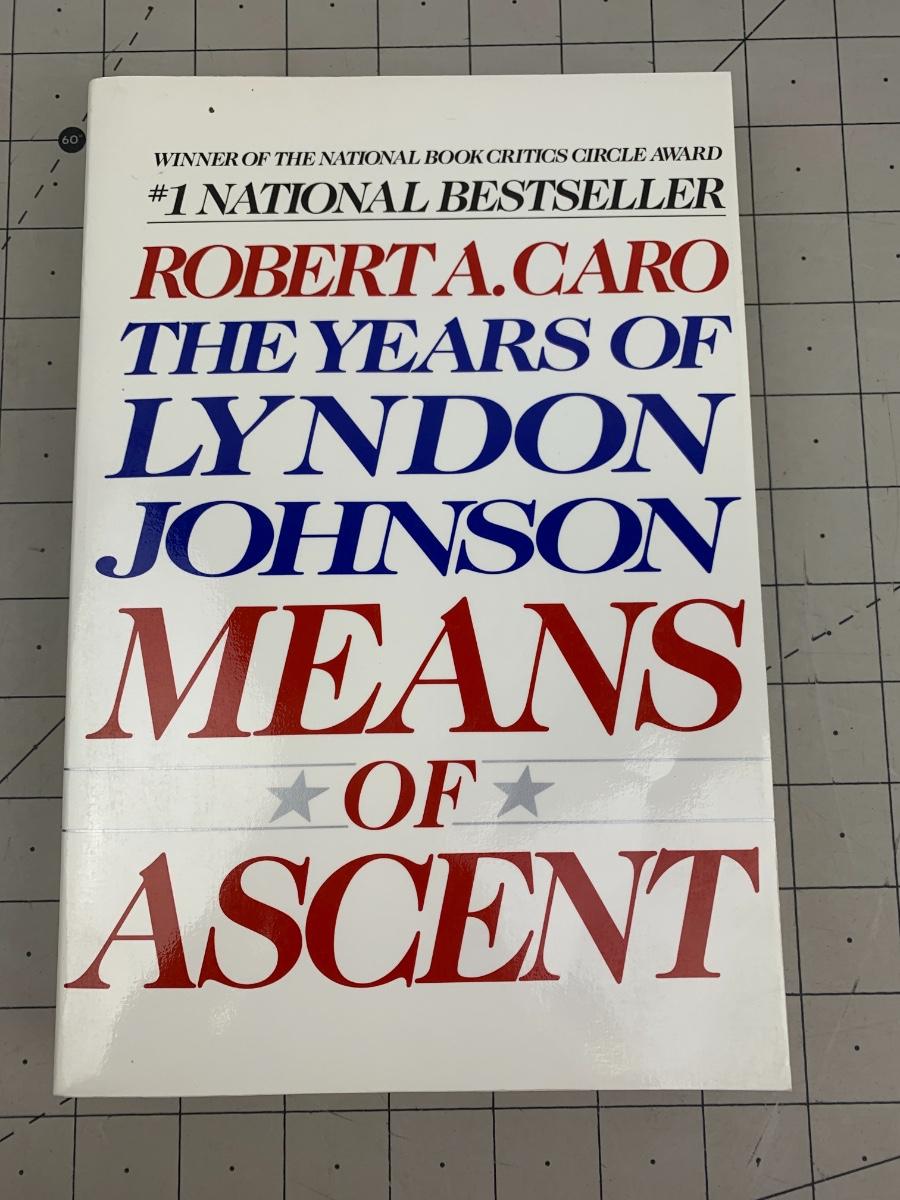 60°
WINNER OF THE NATIONAL BOOK CRITICS CIRCLE AWARD
#1 NATIONAL BESTSELLER
ROBERT A. CARO
THE YEARS OF
LYNDON
JOHNSON
MEANS
OF
ASCENT